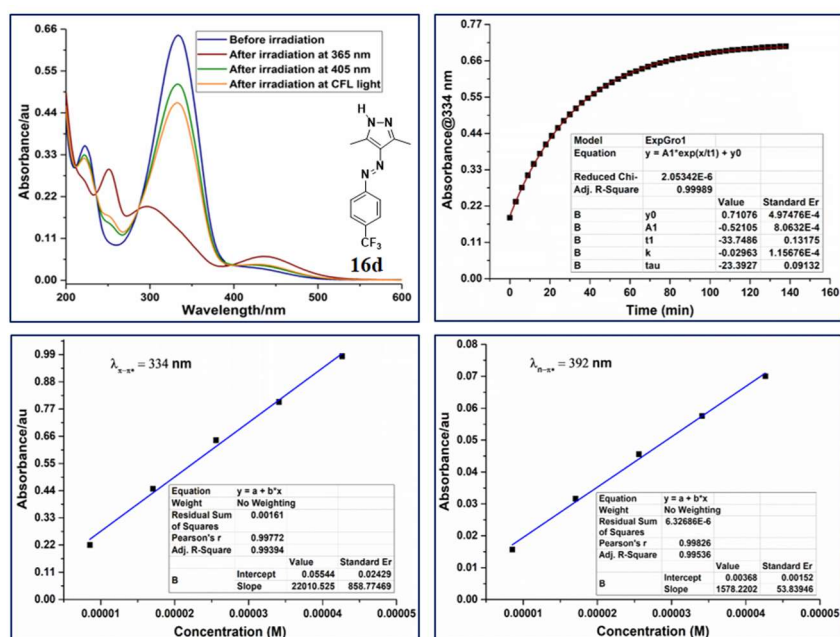 0.66
0.55
0.44
0.33
0.22
0.11
0.00
200
300
400
500
600
Absorbance/au
Wavelength/nm
Before irradiation
After irradiation at 365 nm
After irradiation at 405 nm
After irradiation at CFL light
H
N-N
N
N
CF3
16d
0.77
0.66
0.55
0.44
0.33
0.22
0.11
0.00
0 20 40 60 80 100 120 140 160
Absorbance@334 nm
Time (min)
Model ExpGro1
Equation y = A1*exp(x/t1) + y0
Reduced Chi- 2.05342E-6
Adj. R-Square 0.99989
Value Standard Er
B y0 0.71076 4.97476E-4
B A1 -0.52105 8.0632E-4
B t1 -33.7486 0.13175
B k -0.02963 1.15676E-4
B tau -23.3927 0.09132
0.99
0.88
0.77
0.66
0.55
0.44
0.33
0.22
0.11
0.00
0.00001 0.00002 0.00003 0.00004 0.00005
Absorbance/au
Concentration (M)
λπ-π* = 334 nm
Equation y = a + b*x
Weight No Weighting
Residual Sum 0.00161
of Squares
Pearson's r 0.99772
Adj. R-Square 0.99394
Value Standard Err
B Intercept 0.05544 0.02429
Slope 22010.525 858.77469
0.08
0.07
0.06
0.05
0.04
0.03
0.02
0.01
0.00
0.00001 0.00002 0.00003 0.00004 0.00005
Absorbance/au
Concentration (M)
λn-π* = 392 nm
Equation y = a + b*x
Weight No Weighting
Residual Sum 6.32686E-6
of Squares
Pearson's r 0.99826
Adj. R-Square 0.99536
Value Standard Err
B Intercept 0.00368 0.00152
Slope 1578.2202 53.83946